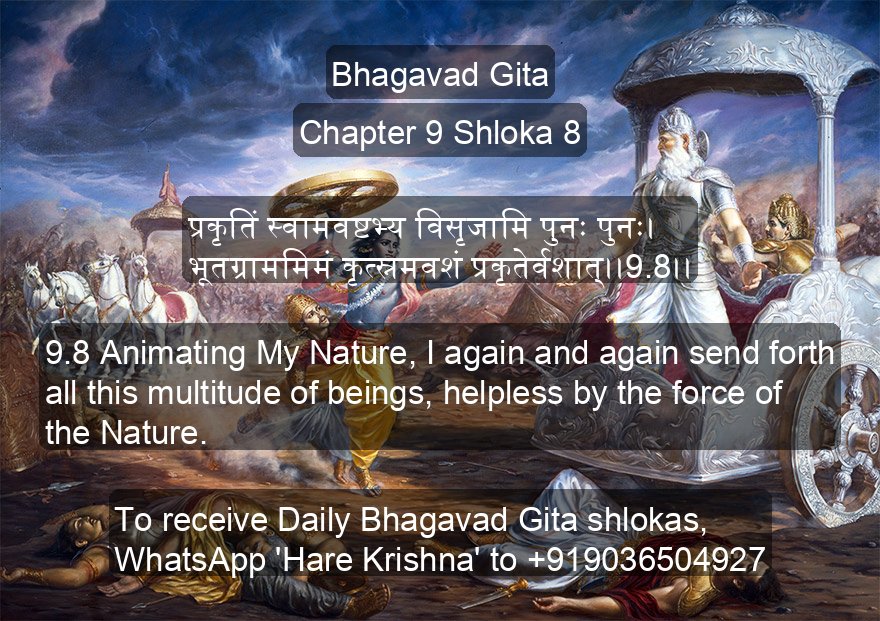 Bhagavad Gita
Chapter 9 Shloka 8
प्रकृतिं स्वामवष्टभ्य विसृजामि पुनः पुनः।
भूतग्राममिमं कृत्स्नमवशं प्रकृतेर्वशात्।।9.8।।
9.8 Animating My Nature, I again and again send forth
all this multitude of beings, helpless by the force of
the Nature.
To receive Daily Bhagavad Gita shlokas,
WhatsApp 'Hare Krishna' to +919036504927